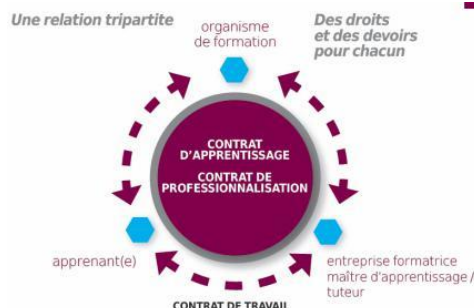 Une relation tripartite
organisme
de formation
Des droits
et des devoirs
pour chacun
CONTRAT
D'APPRENTISSAGE
CONTRAT DE
PROFESSIONNALISATION
apprenant(e)
entreprise formatrice
maître d'apprentissage /
tuteur
CONTRAT DE TRAVAIL